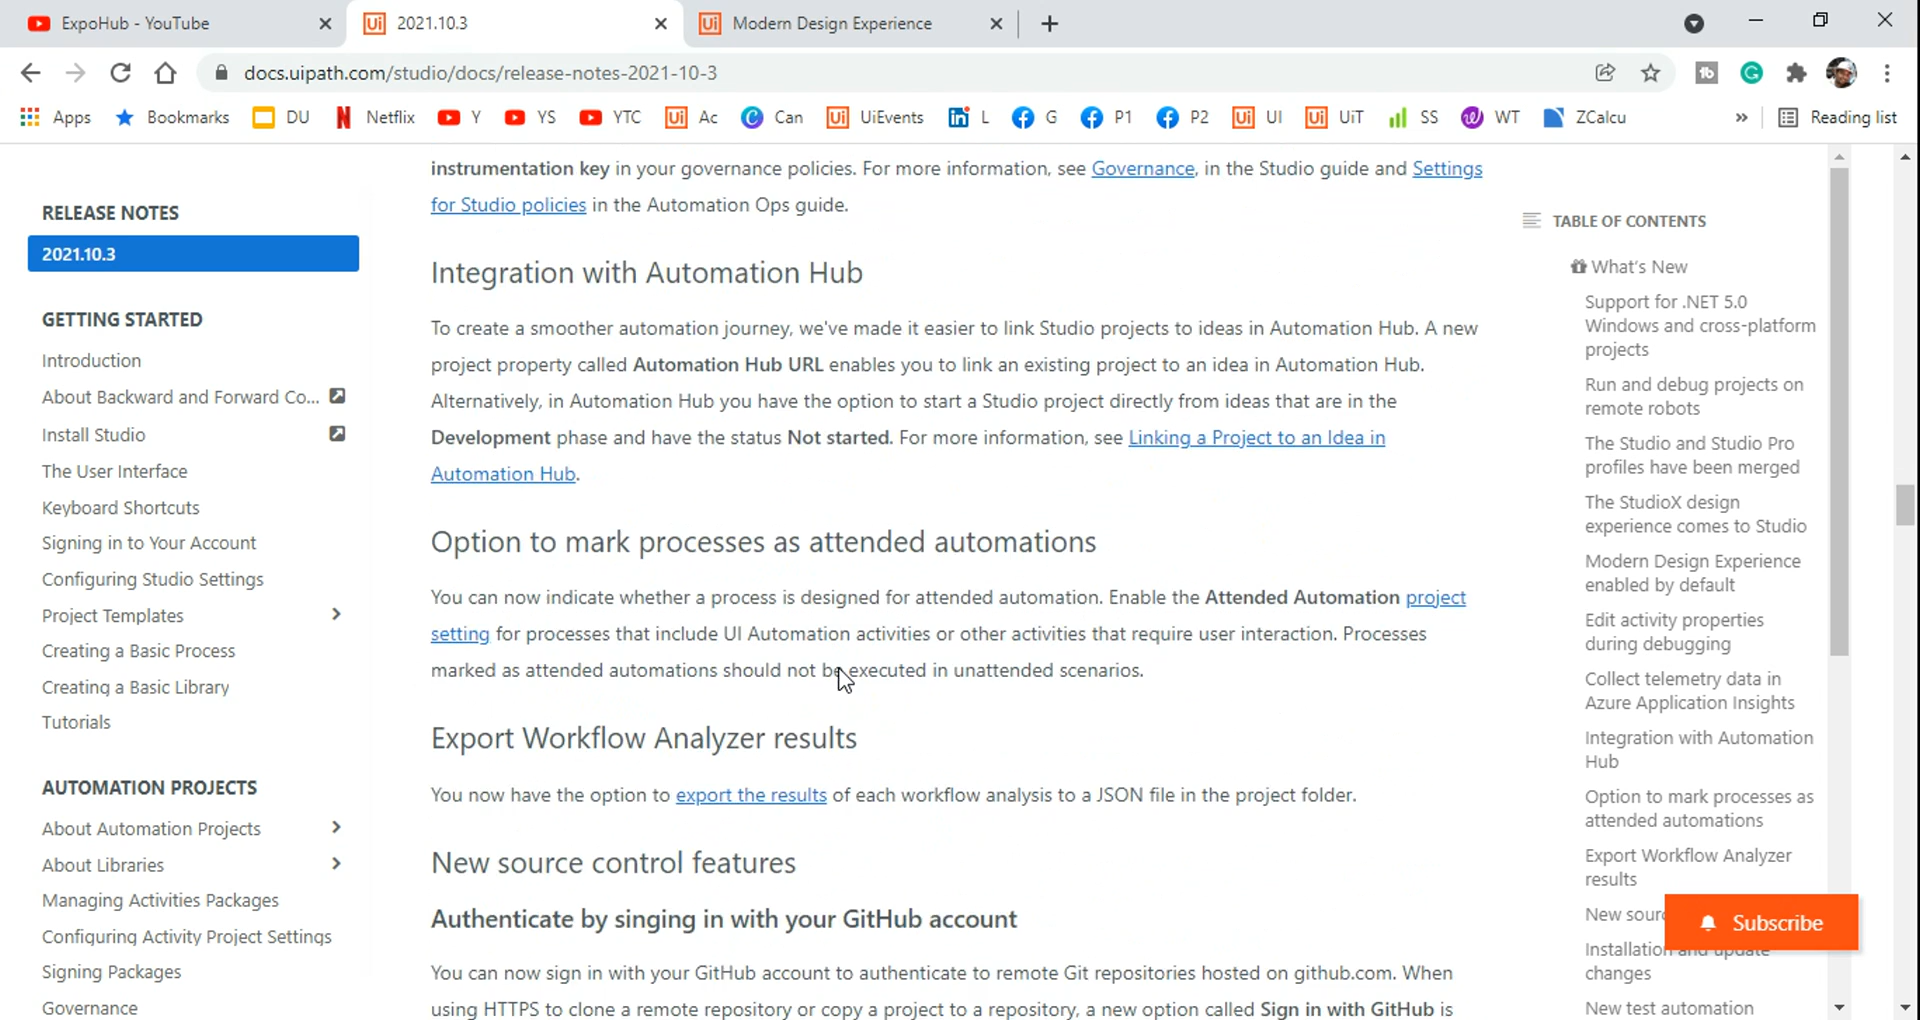 ExpoHub - YouTube
2021.10.3
Modern Design Experience
docs.uipath.com/studio/docs/release-notes-2021-10-3
Apps Bookmarks DU Netflix Y YS YTC Ac Can UiEvents L G P1 P2 UI UiT SS WT ZCalcu » Reading list
RELEASE NOTES
2021.10.3
GETTING STARTED
Introduction
About Backward and Forward Co...
Install Studio
The User Interface
Keyboard Shortcuts
Signing in to Your Account
Configuring Studio Settings
Project Templates
Creating a Basic Process
Creating a Basic Library
Tutorials
AUTOMATION PROJECTS
About Automation Projects
About Libraries
Managing Activities Packages
Configuring Activity Project Settings
Signing Packages
Governance
instrumentation key in your governance policies. For more information, see Governance, in the Studio guide and Settings
for Studio policies in the Automation Ops guide.
Integration with Automation Hub
To create a smoother automation journey, we've made it easier to link Studio projects to ideas in Automation Hub. A new
project property called Automation Hub URL enables you to link an existing project to an idea in Automation Hub.
Alternatively, in Automation Hub you have the option to start a Studio project directly from ideas that are in the
Development phase and have the status Not started. For more information, see Linking a Project to an Idea in
Automation Hub.
Option to mark processes as attended automations
You can now indicate whether a process is designed for attended automation. Enable the Attended Automation project
setting for processes that include UI Automation activities or other activities that require user interaction. Processes
marked as attended automations should not be executed in unattended scenarios.
Export Workflow Analyzer results
You now have the option to export the results of each workflow analysis to a JSON file in the project folder.
New source control features
Authenticate by singing in with your GitHub account
You can now sign in with your GitHub account to authenticate to remote Git repositories hosted on github.com. When
using HTTPS to clone a remote repository or copy a project to a repository, a new option called Sign in with GitHub is
TABLE OF CONTENTS
What's New
Support for .NET 5.0
Windows and cross-platform
projects
Run and debug projects on
remote robots
The Studio and Studio Pro
profiles have been merged
The StudioX design
experience comes to Studio
Modern Design Experience
enabled by default
Edit activity properties
during debugging
Collect telemetry data in
Azure Application Insights
Integration with Automation
Hub
Option to mark processes as
attended automations
Export Workflow Analyzer
results
New
Subscribe
Installation and update
changes
New test automation